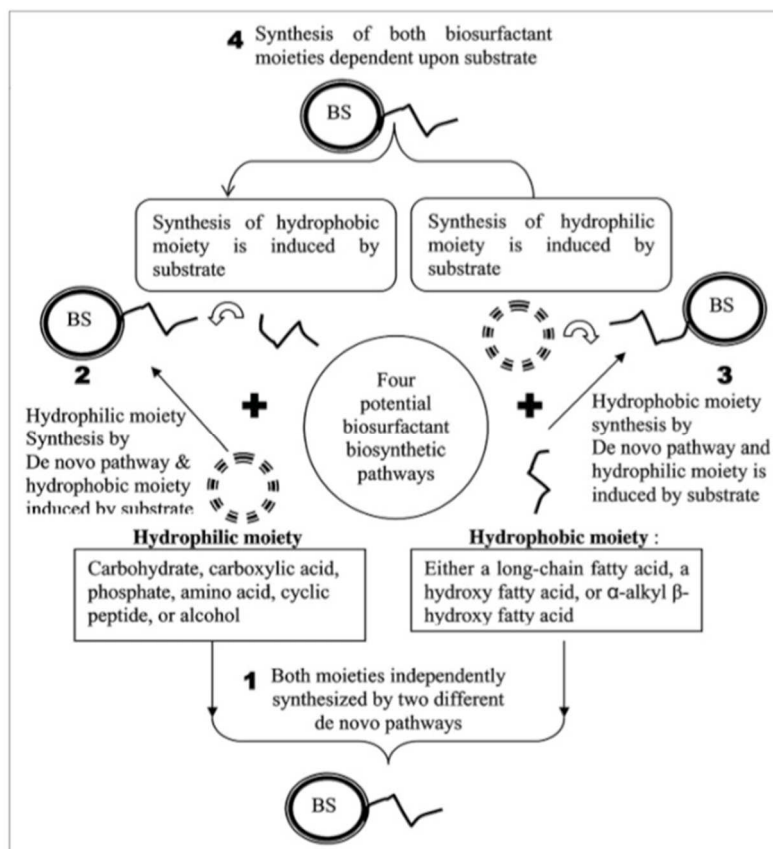 4 Synthesis of both biosurfactant
moieties dependent upon substrate
BS
Synthesis of hydrophobic
moiety is induced by
substrate
Synthesis of hydrophilic
moiety is induced by
substrate
BS
2
Hydrophilic moiety
Synthesis by
De novo pathway &
hydrophobic moiety
induced by substrate
Four
potential
biosurfactant
biosynthetic
pathways
BS
3
Hydrophobic moiety
synthesis by
De novo pathway and
hydrophilic moiety is
induced by substrate
Hydrophilic moiety
Carbohydrate, carboxylic acid,
phosphate, amino acid, cyclic
peptide, or alcohol
Hydrophobic moiety :
Either a long-chain fatty acid, a
hydroxy fatty acid, or α-alkyl β-
hydroxy fatty acid
1 Both moieties independently
synthesized by two different
de novo pathways
BS